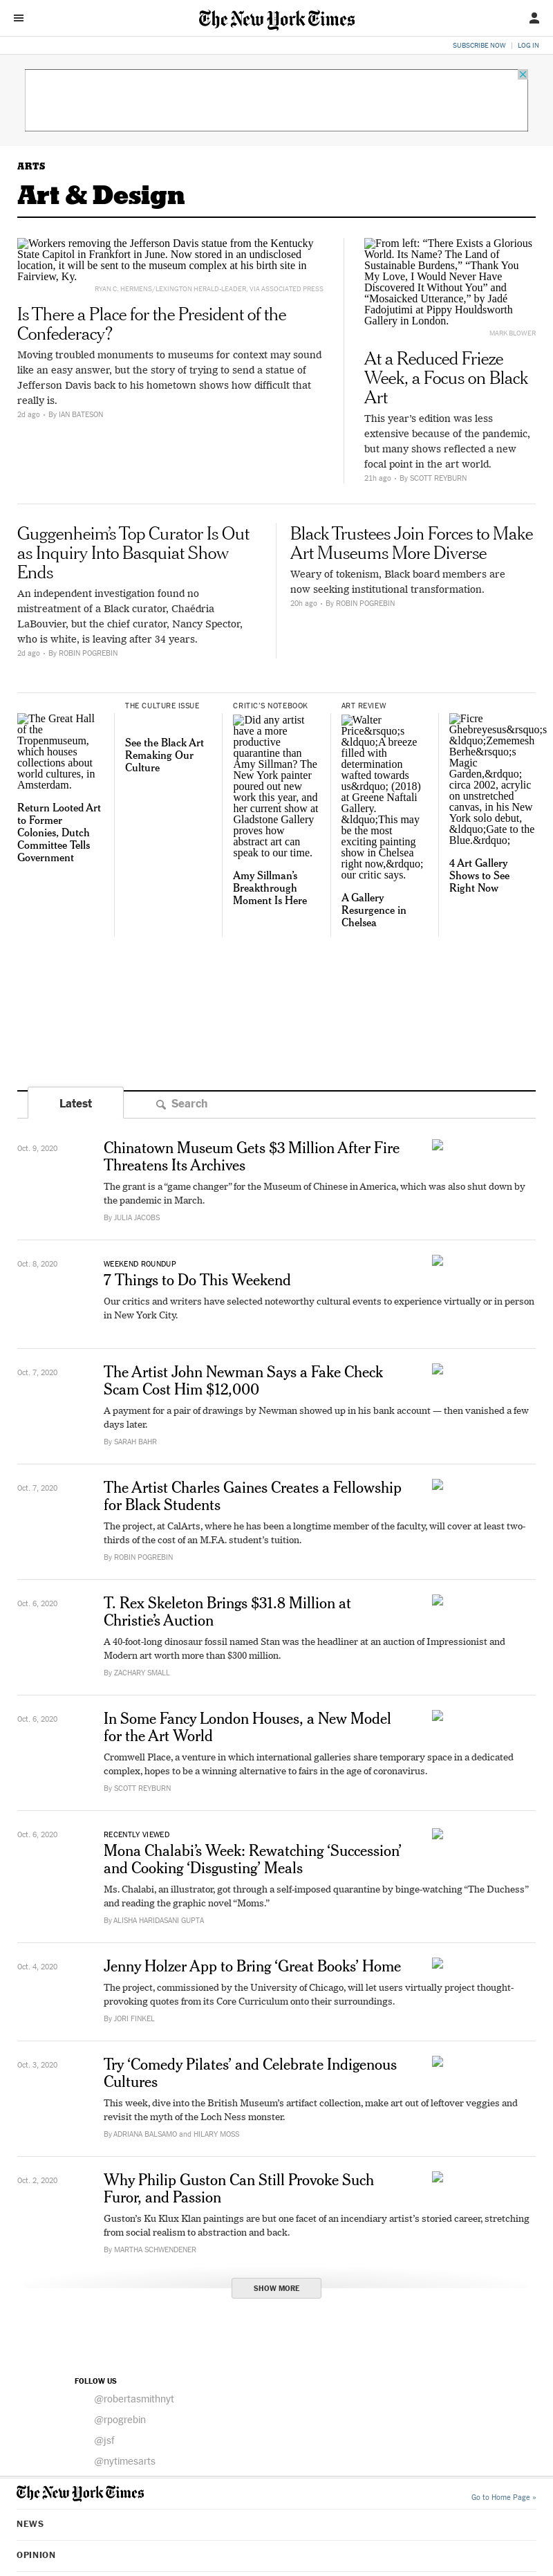 The New York Times
SUBSCRIBE NOW | LOG IN
ARTS
Art & Design
Workers removing the Jefferson Davis statue from the Kentucky
State Capitol in Frankfort in June. Now stored in an undisclosed
location, it will be sent to the museum complex at his birth site in
Fairview, Ky.
RYAN C. HERMENS/LEXINGTON HERALD-LEADER, VIA ASSOCIATED PRESS
Is There a Place for the President of the
Confederacy?
Moving troubled monuments to museums for context may sound
like an easy answer, but the story of trying to send a statue of
Jefferson Davis back to his hometown shows how difficult that
really is.
2d ago • By IAN BATESON
From left: “There Exists a Glorious
World. Its Name? The Land of
Sustainable Burdens,” “Thank You
My Love, I Would Never Have
Discovered It Without You” and
“Mosaicked Utterance,” by Jadé
Fadojutimi at Pippy Houldsworth
Gallery in London.
MARK BLOWER
At a Reduced Frieze
Week, a Focus on Black
Art
This year’s edition was less
extensive because of the pandemic,
but many shows reflected a new
focal point in the art world.
21h ago • By SCOTT REYBURN
Guggenheim’s Top Curator Is Out
as Inquiry Into Basquiat Show
Ends
An independent investigation found no
mistreatment of a Black curator, Chaédria
LaBouvier, but the chief curator, Nancy Spector,
who is white, is leaving after 34 years.
2d ago • By ROBIN POGREBIN
Black Trustees Join Forces to Make
Art Museums More Diverse
Weary of tokenism, Black board members are
now seeking institutional transformation.
20h ago • By ROBIN POGREBIN
The Great Hall
of the
Tropenmuseum,
which houses
collections about
world cultures, in
Amsterdam.
Return Looted Art
to Former
Colonies, Dutch
Committee Tells
Government
THE CULTURE ISSUE
See the Black Art
Remaking Our
Culture
CRITIC’S NOTEBOOK
Did any artist
have a more
productive
quarantine than
Amy Sillman? The
New York painter
poured out new
work this year, and
her current show at
Gladstone Gallery
proves how
abstract art can
speak to our time.
Amy Sillman’s
Breakthrough
Moment Is Here
ART REVIEW
Walter
Price&rsquo;s
&ldquo;A breeze
filled with
determination
wafted towards
us&rdquo; (2018)
at Greene Naftali
Gallery.
&ldquo;This may
be the most
exciting painting
show in Chelsea
right now,&rdquo;
our critic says.
A Gallery
Resurgence in
Chelsea
Ficre
Ghebreyesus&rsquo;s
&ldquo;Zememesh
Berhe&rsquo;s
Magic
Garden,&rdquo;
circa 2002, acrylic
on unstretched
canvas, in his New
York solo debut,
&ldquo;Gate to the
Blue.&rdquo;
4 Art Gallery
Shows to See
Right Now
Latest
Search
Oct. 9, 2020
Chinatown Museum Gets $3 Million After Fire
Threatens Its Archives
The grant is a “game changer” for the Museum of Chinese in America, which was also shut down by
the pandemic in March.
By JULIA JACOBS
Oct. 8, 2020
WEEKEND ROUNDUP
7 Things to Do This Weekend
Our critics and writers have selected noteworthy cultural events to experience virtually or in person
in New York City.
Oct. 7, 2020
The Artist John Newman Says a Fake Check
Scam Cost Him $12,000
A payment for a pair of drawings by Newman showed up in his bank account — then vanished a few
days later.
By SARAH BAHR
Oct. 7, 2020
The Artist Charles Gaines Creates a Fellowship
for Black Students
The project, at CalArts, where he has been a longtime member of the faculty, will cover at least two-
thirds of the cost of an M.F.A. student’s tuition.
By ROBIN POGREBIN
Oct. 6, 2020
T. Rex Skeleton Brings $31.8 Million at
Christie’s Auction
A 40-foot-long dinosaur fossil named Stan was the headliner at an auction of Impressionist and
Modern art worth more than $300 million.
By ZACHARY SMALL
Oct. 6, 2020
In Some Fancy London Houses, a New Model
for the Art World
Cromwell Place, a venture in which international galleries share temporary space in a dedicated
complex, hopes to be a winning alternative to fairs in the age of coronavirus.
By SCOTT REYBURN
Oct. 6, 2020
RECENTLY VIEWED
Mona Chalabi’s Week: Rewatching ‘Succession’
and Cooking ‘Disgusting’ Meals
Ms. Chalabi, an illustrator, got through a self-imposed quarantine by binge-watching “The Duchess”
and reading the graphic novel “Moms.”
By ALISHA HARIDASANI GUPTA
Oct. 4, 2020
Jenny Holzer App to Bring ‘Great Books’ Home
The project, commissioned by the University of Chicago, will let users virtually project thought-
provoking quotes from its Core Curriculum onto their surroundings.
By JORI FINKEL
Oct. 3, 2020
Try ‘Comedy Pilates’ and Celebrate Indigenous
Cultures
This week, dive into the British Museum’s artifact collection, make art out of leftover veggies and
revisit the myth of the Loch Ness monster.
By ADRIANA BALSAMO and HILARY MOSS
Oct. 2, 2020
Why Philip Guston Can Still Provoke Such
Furor, and Passion
Guston’s Ku Klux Klan paintings are but one facet of an incendiary artist’s storied career, stretching
from social realism to abstraction and back.
By MARTHA SCHWENDENER
SHOW MORE
FOLLOW US
@robertasmithnyt
@rpogrebin
@jsf
@nytimesarts
The New York Times
Go to Home Page »
NEWS
OPINION